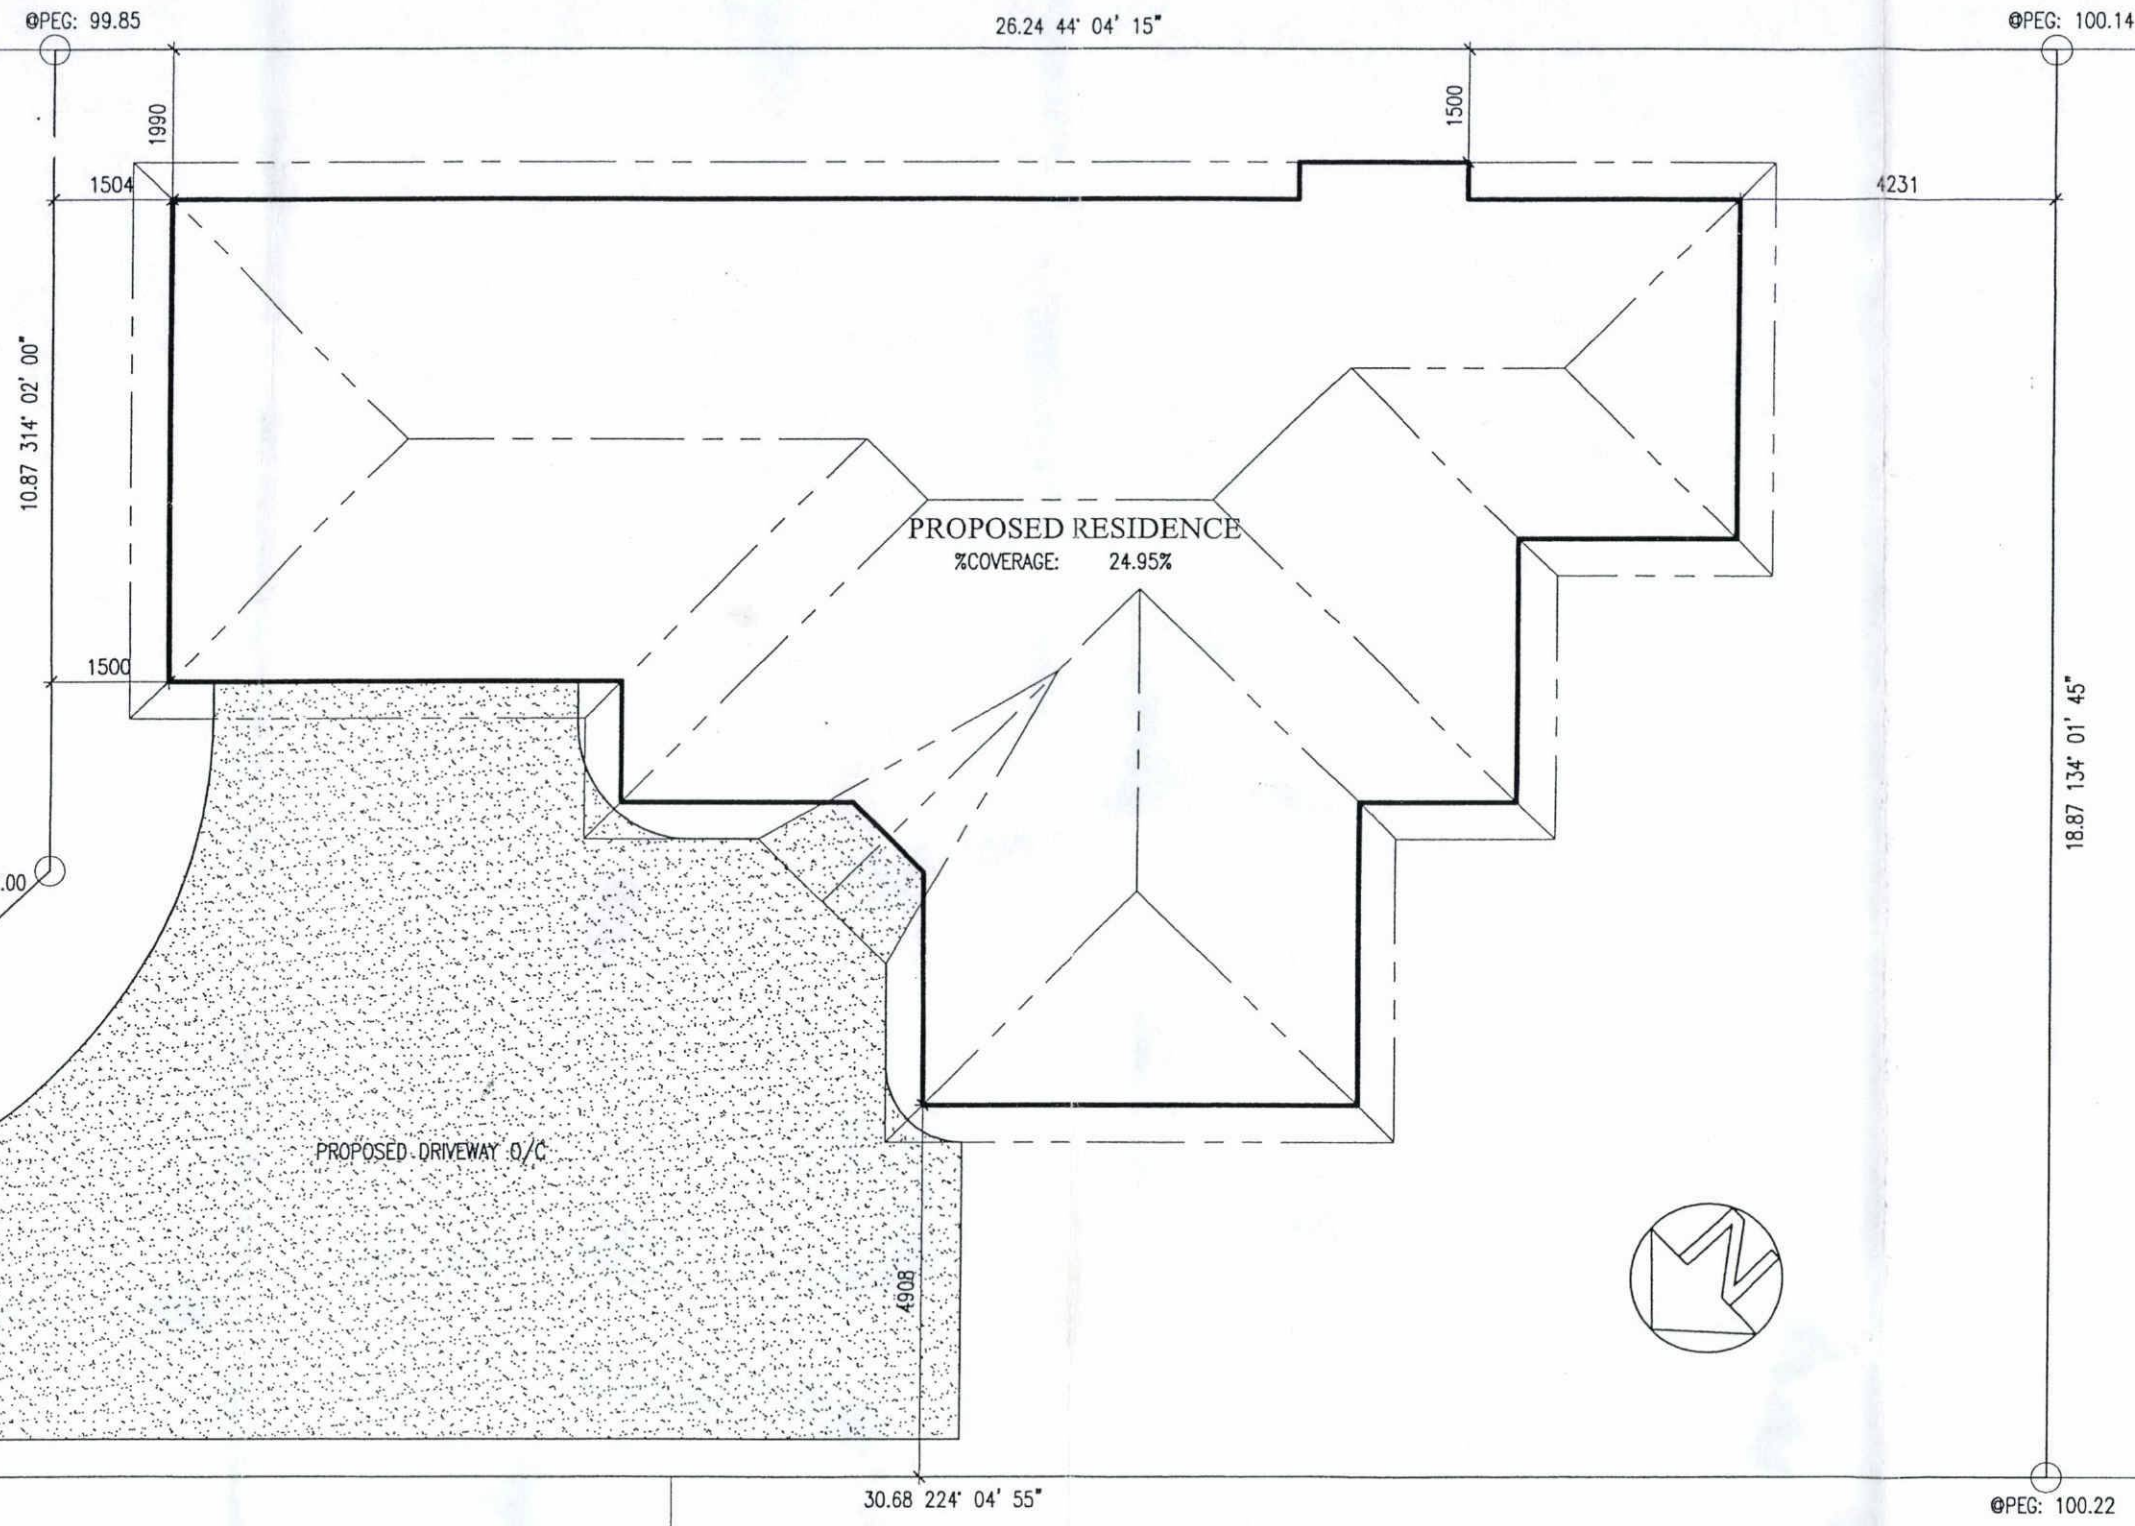 @PEG: 99.85
26.24 44° 04' 15"
@PEG: 100.14
1990
1500
1504
4231
10.87 314° 02' 00"
PROPOSED RESIDENCE
%COVERAGE: 24.95%
1500
18.87 134° 01' 45"
.00
PROPOSED DRIVEWAY O/C
4908
N
30.68 224° 04' 55"
@PEG: 100.22